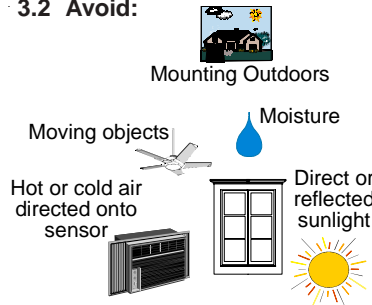 3.2 Avoid:
Mounting Outdoors
Moving objects
Moisture
Hot or cold air
directed onto
sensor
Direct or
reflected
sunlight